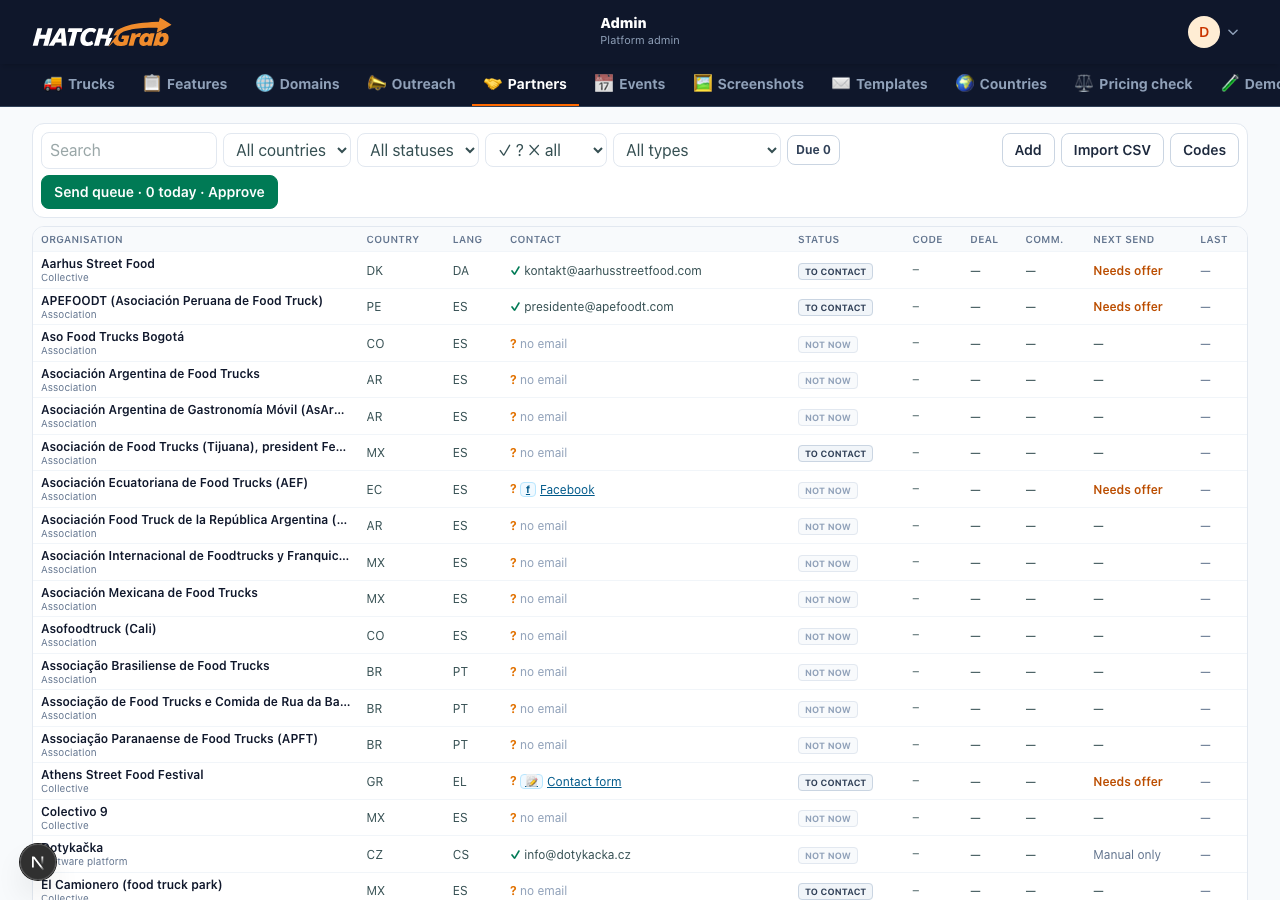 HATCHGrab
Admin
Platform admin
D
Trucks Features Domains Outreach Partners Events Screenshots Templates Countries Pricing check Demo
Search All countries All statuses ✓ ? ✕ all All types Due 0 Add Import CSV Codes
Send queue · 0 today · Approve
ORGANISATION COUNTRY LANG CONTACT STATUS CODE DEAL COMM. NEXT SEND LAST
Aarhus Street Food
Collective
DK DA ✓ kontakt@aarhusstreetfood.com TO CONTACT – — — Needs offer —
APEFOODT (Asociación Peruana de Food Truck)
Association
PE ES ✓ presidente@apefoodt.com TO CONTACT – — — Needs offer —
Aso Food Trucks Bogotá
Association
CO ES ? no email NOT NOW – — — — —
Asociación Argentina de Food Trucks
Association
AR ES ? no email NOT NOW – — — — —
Asociación Argentina de Gastronomía Móvil (AsAr...
Association
AR ES ? no email NOT NOW – — — — —
Asociación de Food Trucks (Tijuana), president Fe...
Association
MX ES ? no email TO CONTACT – — — — —
Asociación Ecuatoriana de Food Trucks (AEF)
Association
EC ES ? f Facebook NOT NOW – — — Needs offer —
Asociación Food Truck de la República Argentina (...
Association
AR ES ? no email NOT NOW – — — — —
Asociación Internacional de Foodtrucks y Franquic...
Association
MX ES ? no email NOT NOW – — — — —
Asociación Mexicana de Food Trucks
Association
MX ES ? no email NOT NOW – — — — —
Asofoodtruck (Cali)
Association
CO ES ? no email NOT NOW – — — — —
Associação Brasiliense de Food Trucks
Association
BR PT ? no email NOT NOW – — — — —
Associação de Food Trucks e Comida de Rua da Ba...
Association
BR PT ? no email NOT NOW – — — — —
Associação Paranaense de Food Trucks (APFT)
Association
BR PT ? no email NOT NOW – — — — —
Athens Street Food Festival
Collective
GR EL ? Contact form TO CONTACT – — — Needs offer —
Colectivo 9
Collective
MX ES ? no email NOT NOW – — — — —
Dotykačka
tware platform
CZ CS ✓ info@dotykacka.cz NOT NOW – — — Manual only —
N
El Camionero (food truck park)
Collective
MX ES ? no email TO CONTACT – — — — —